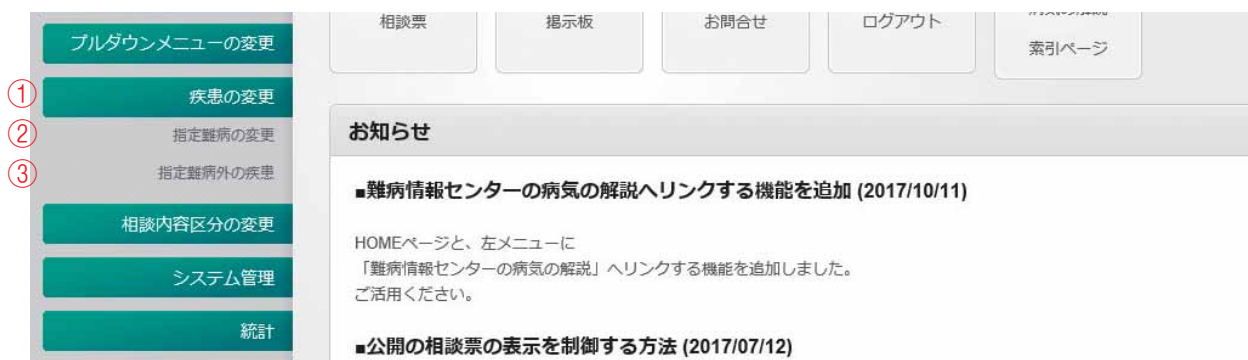 プルダウンメニューの変更
① 疾患の変更
② 指定難病の変更
③ 指定難病外の疾患
相談内容区分の変更
システム管理
統計
相談票
掲示板
お問合せ
ログアウト
索引ページ
お知らせ
■難病情報センターの病気の解説へリンクする機能を追加 (2017/10/11)
HOMEページと、左メニューに
「難病情報センターの病気の解説」へリンクする機能を追加しました。
ご活用ください。
■公開の相談票の表示を制御する方法 (2017/07/12)